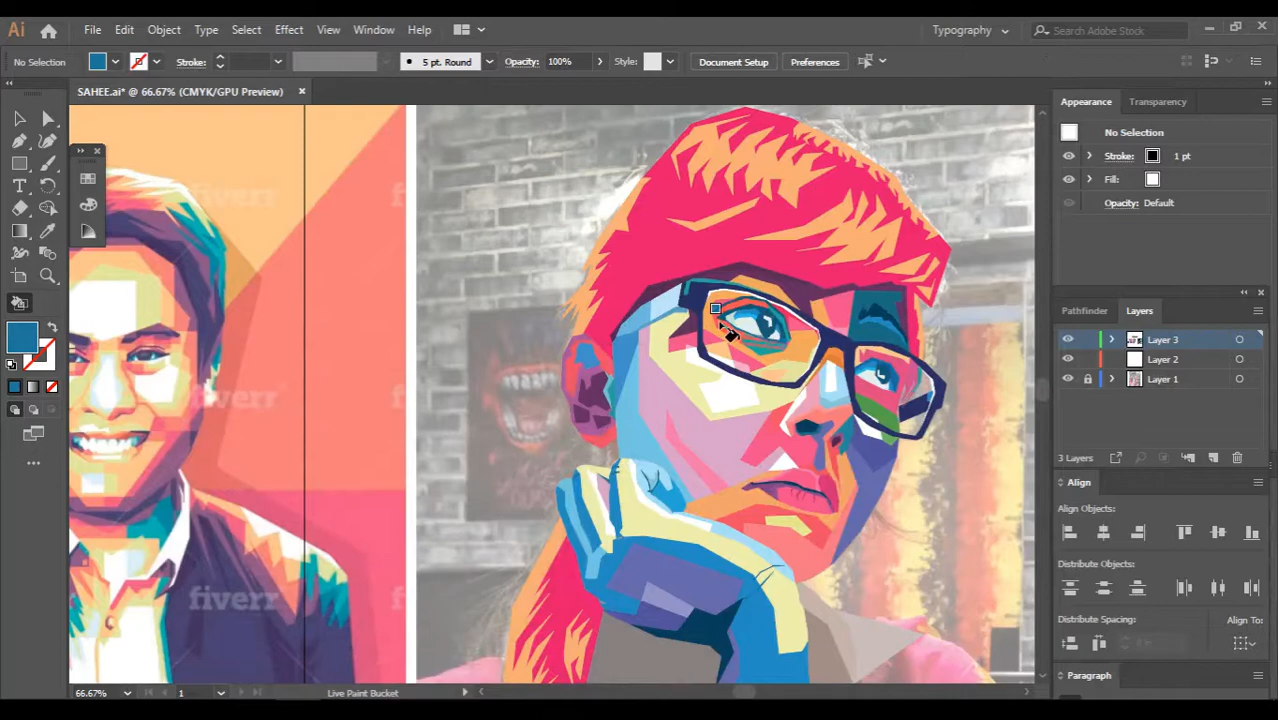 Ai File Edit Object Type Select Effect View Window Help Typography Search Adobe Stock
No Selection Stroke: 5 pt. Round Opacity: 100% Style: Document Setup Preferences
SAHEE.ai* @ 66.67% (CMYK/GPU Preview)
Appearance Transparency
No Selection
Stroke: 1 pt
Fill:
Opacity: Default
fiverr
fiverr
fiverr
Pathfinder Layers
Layer 3
Layer 2
Layer 1
3 Layers
Align
Align Objects:
Distribute Objects:
Distribute Spacing: Align To:
Paragraph
66.67% 1 Live Paint Bucket